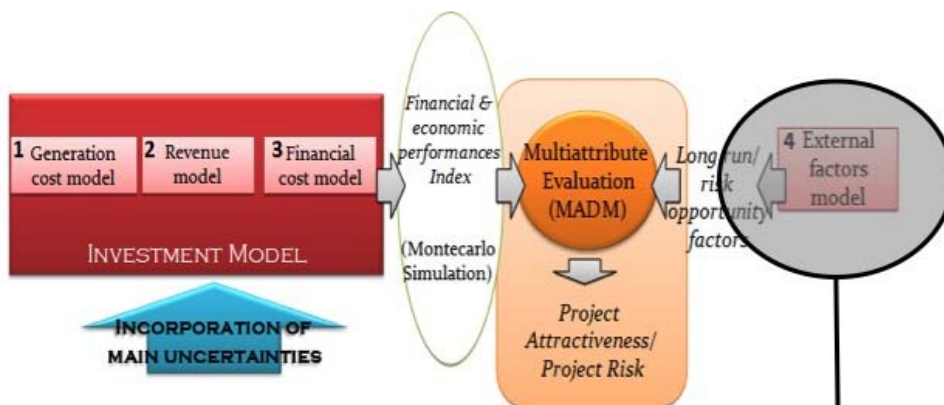 1 Generation
cost model
2 Revenue
model
3 Financial
cost model
INVESTMENT MODEL
INCORPORATION OF
MAIN UNCERTAINTIES
Financial &
economic
performances
Index
(Montecarlo
Simulation)
Multiattribute
Evaluation
(MADM)
Project
Attractiveness/
Project Risk
Long run/
risk
opportunity
factors
4 External
factors
model